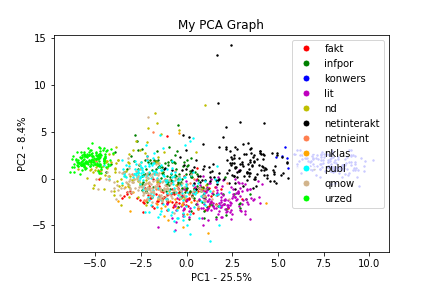 My PCA Graph
15
10
5
0
−5
PC2 - 8.4%
−5.0 −2.5 0.0 2.5 5.0 7.5 10.0
PC1 - 25.5%
fakt
infpor
konwers
lit
nd
netinterakt
netnieint
nklas
publ
qmow
urzed